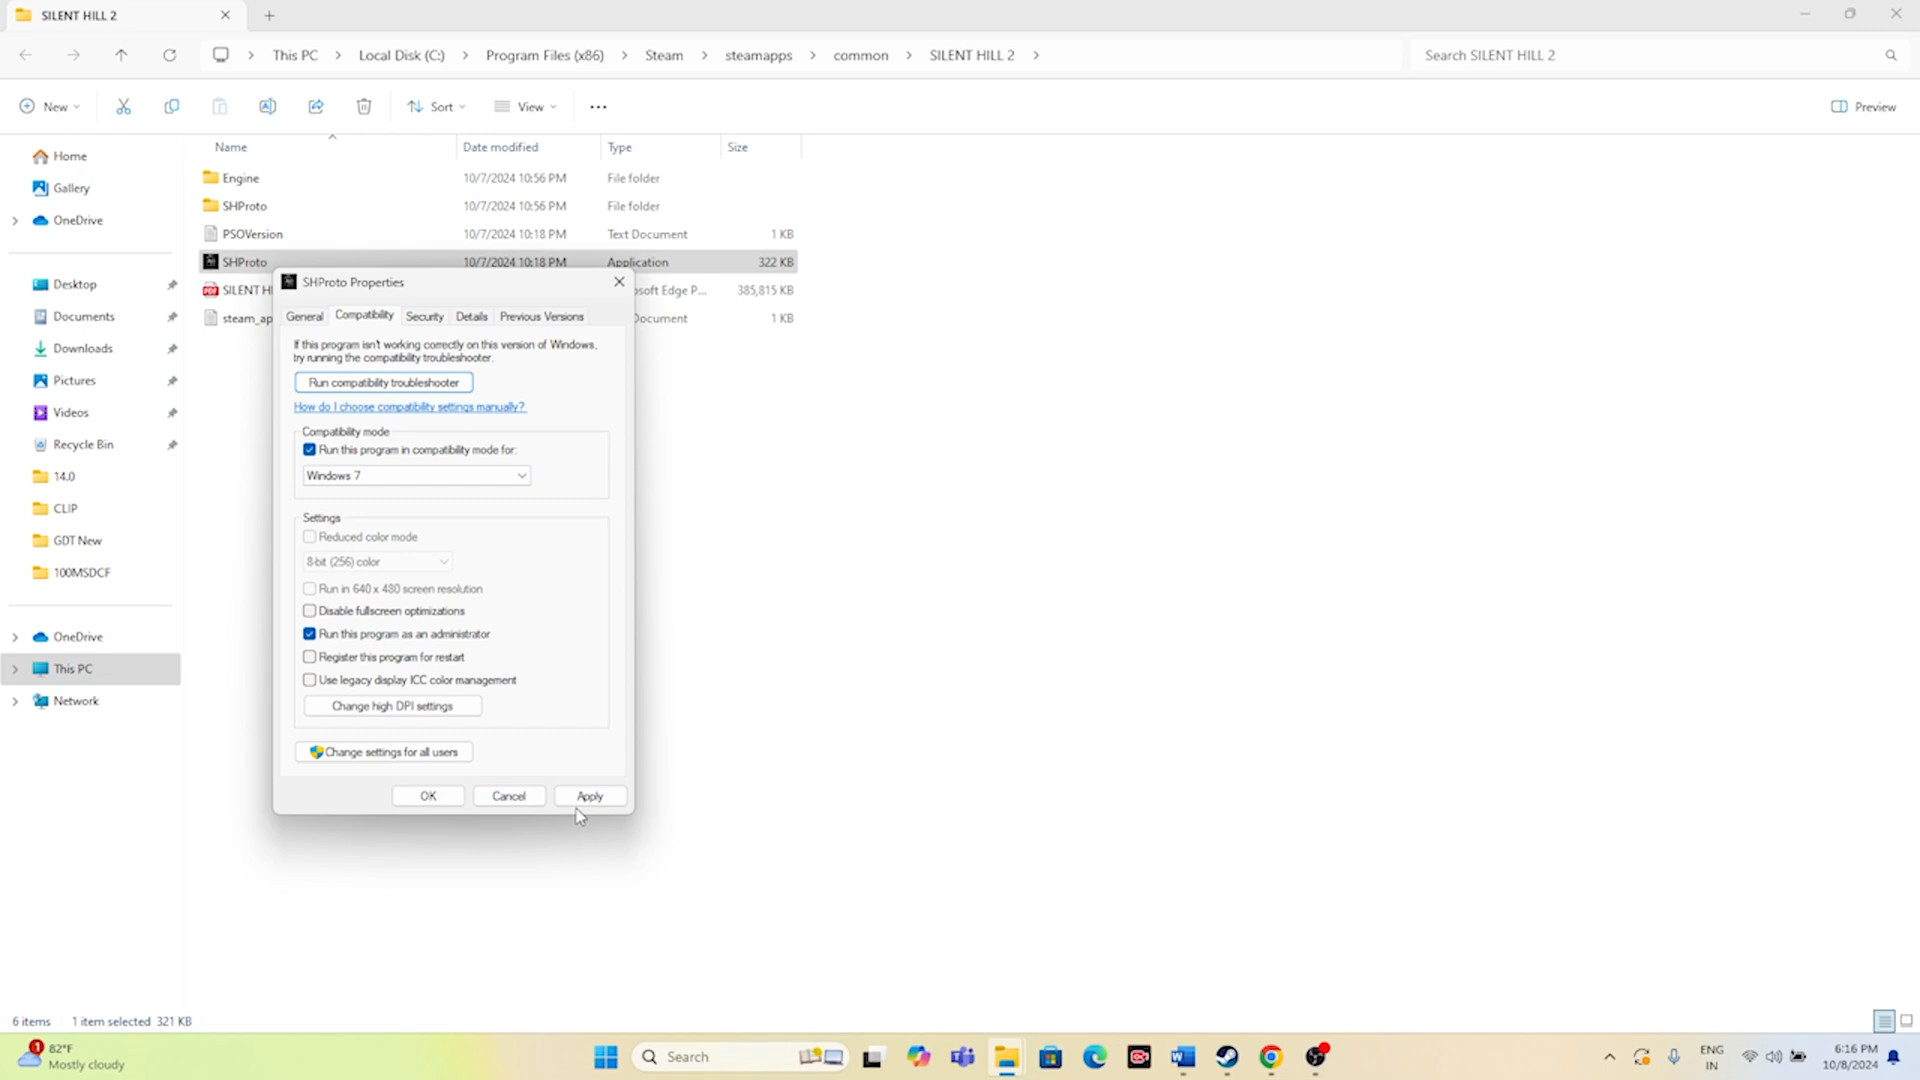 SILENT HILL 2
This PC > Local Disk (C:) > Program Files (x86) > Steam > steamapps > common > SILENT HILL 2 >
Search SILENT HILL 2
New
Sort
View
Preview
Name Date modified Type Size
Engine 10/7/2024 10:56 PM File folder
SHProto 10/7/2024 10:56 PM File folder
PSOVersion 10/7/2024 10:18 PM Text Document 1 KB
SHProto 10/7/2024 10:18 PM Application 322 KB
SILENT H osoft Edge P... 385,815 KB
steam_ap Document 1 KB
Home
Gallery
OneDrive
Desktop
Documents
Downloads
Pictures
Videos
Recycle Bin
14.0
CLIP
GDT New
100MSDCF
OneDrive
This PC
Network
SHProto Properties
General Compatibility Security Details Previous Versions
If this program isn't working correctly on this version of Windows,
try running the compatibility troubleshooter.
Run compatibility troubleshooter
How do I choose compatibility settings manually?
Compatibility mode
Run this program in compatibility mode for:
Windows 7
Settings
Reduced color mode
8-bit (256) color
Run in 640 x 480 screen resolution
Disable fullscreen optimizations
Run this program as an administrator
Register this program for restart
Use legacy display ICC color management
Change high DPI settings
Change settings for all users
OK Cancel Apply
6 items 1 item selected 321 KB
1
82°F
Mostly cloudy
Search
ENG
IN
6:16 PM
10/8/2024